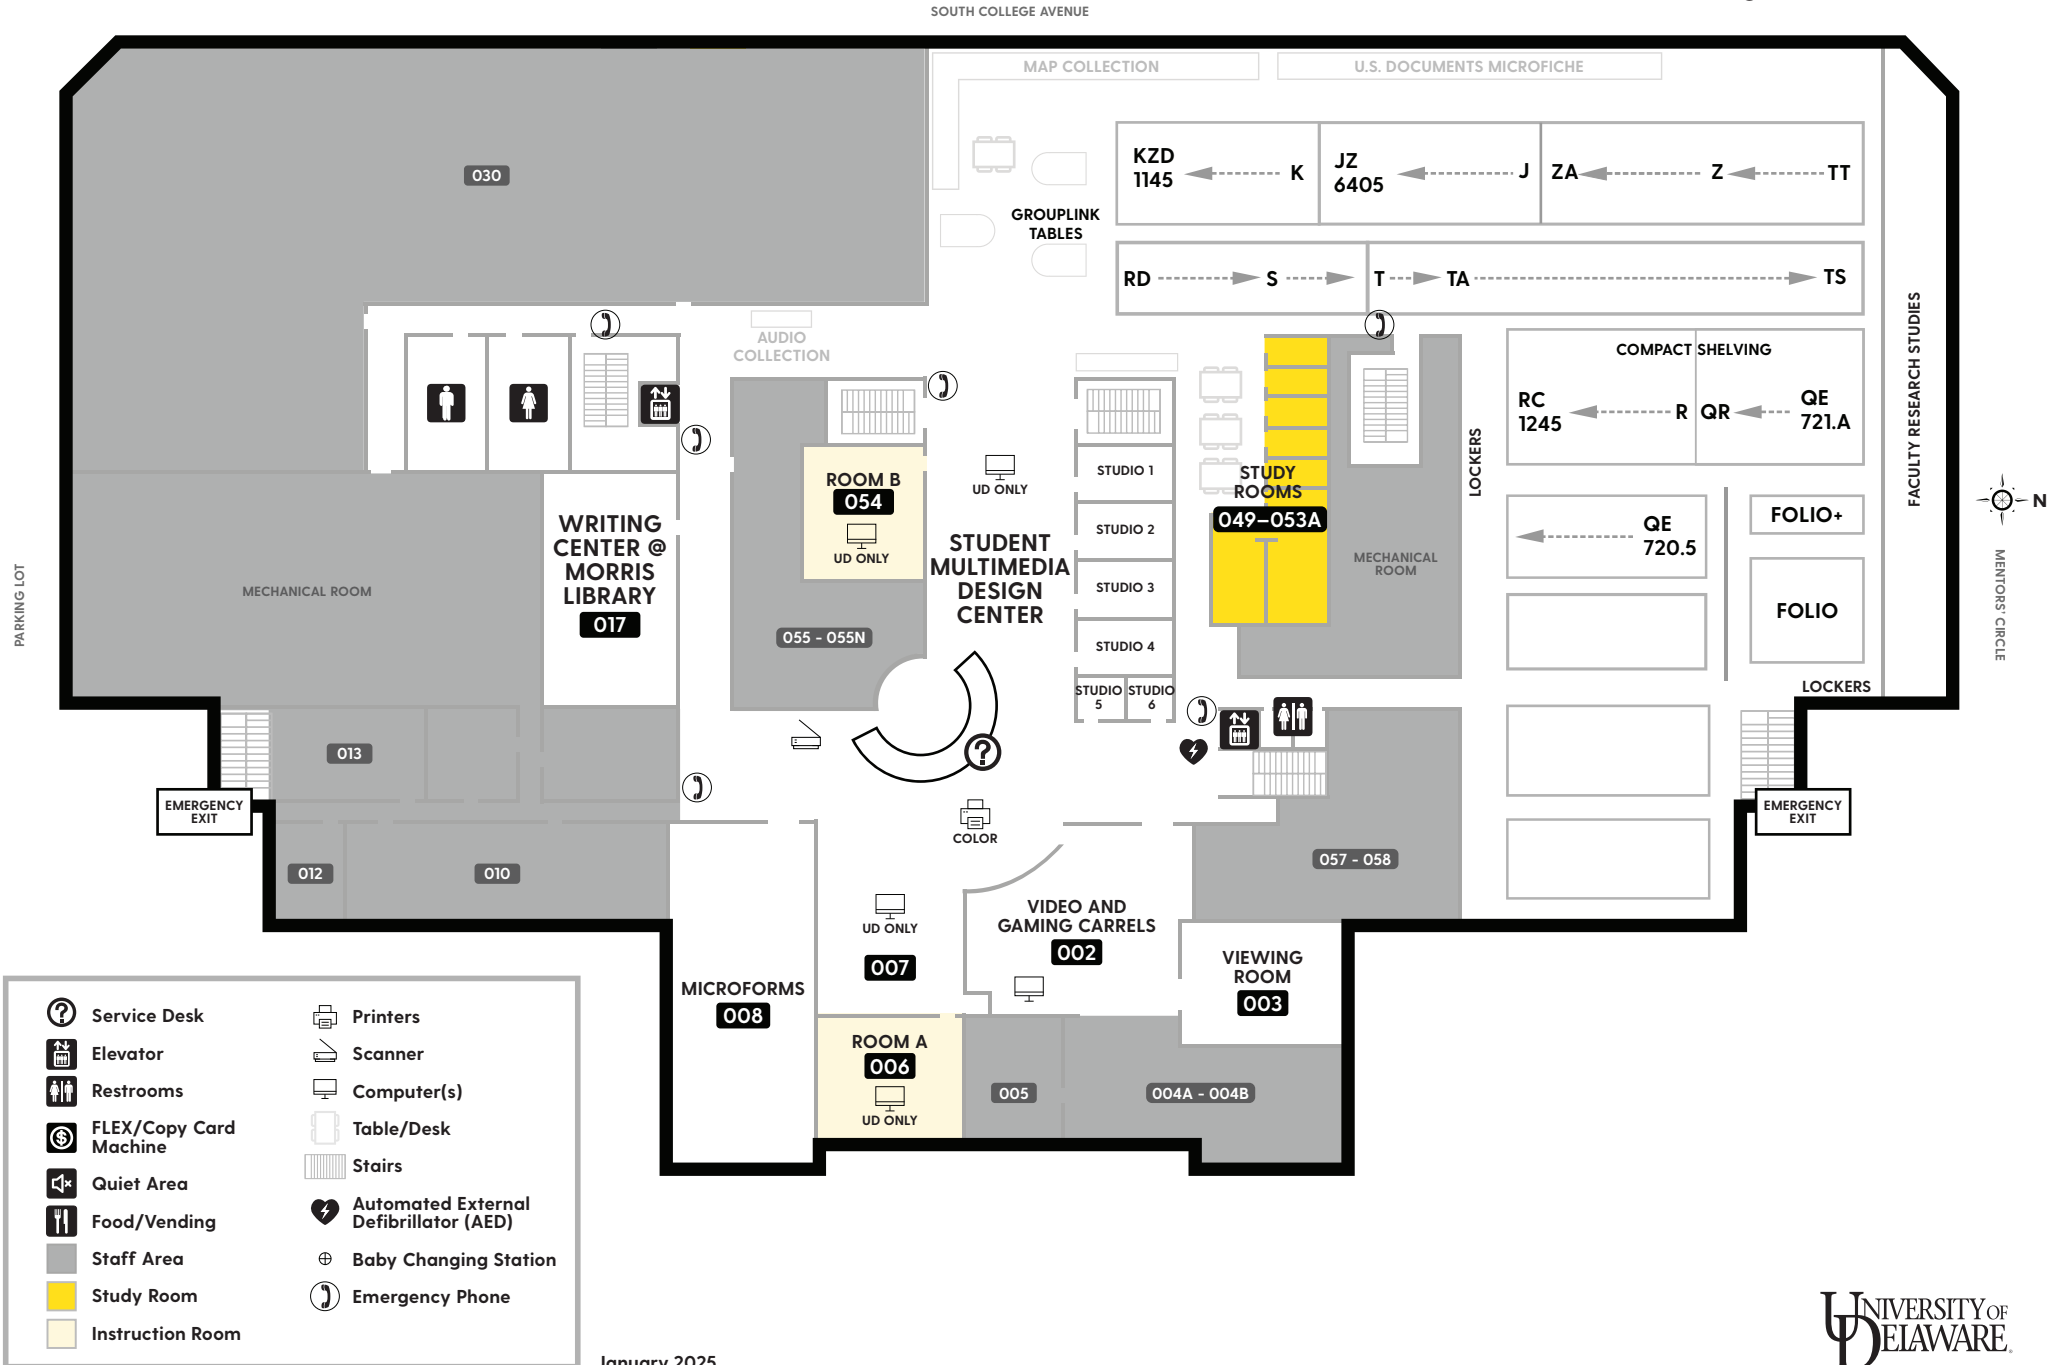 SOUTH COLLEGE AVENUE
MAP COLLECTION
U.S. DOCUMENTS MICROFICHE
KZD
1145
K
JZ
6405
J
ZA
Z
TT
030
GROUPLINK
TABLES
RD
S
T
TA
TS
AUDIO
COLLECTION
COMPACT SHELVING
RC
1245
R
QR
QE
721.A
FACULTY RESEARCH STUDIES
LOCKERS
ROOM B
054
UD ONLY
UD ONLY
STUDIO 1
STUDIO 2
STUDIO 3
STUDIO 4
STUDIO
5
STUDIO
6
STUDY
ROOMS
049–053A
MECHANICAL
ROOM
QE
720.5
FOLIO+
FOLIO
LOCKERS
N
MENTORS' CIRCLE
WRITING
CENTER @
MORRIS
LIBRARY
017
STUDENT
MULTIMEDIA
DESIGN
CENTER
MECHANICAL ROOM
PARKING LOT
055 - 055N
013
EMERGENCY
EXIT
EMERGENCY
EXIT
COLOR
012
010
057 - 058
UD ONLY
007
VIDEO AND
GAMING CARRELS
002
VIEWING
ROOM
003
MICROFORMS
008
ROOM A
006
UD ONLY
005
004A - 004B
Service Desk
Elevator
Restrooms
FLEX/Copy Card
Machine
Quiet Area
Food/Vending
Staff Area
Study Room
Instruction Room
Printers
Scanner
Computer(s)
Table/Desk
Stairs
Automated External
Defibrillator (AED)
Baby Changing Station
Emergency Phone
January 2025
UNIVERSITY OF
DELAWARE